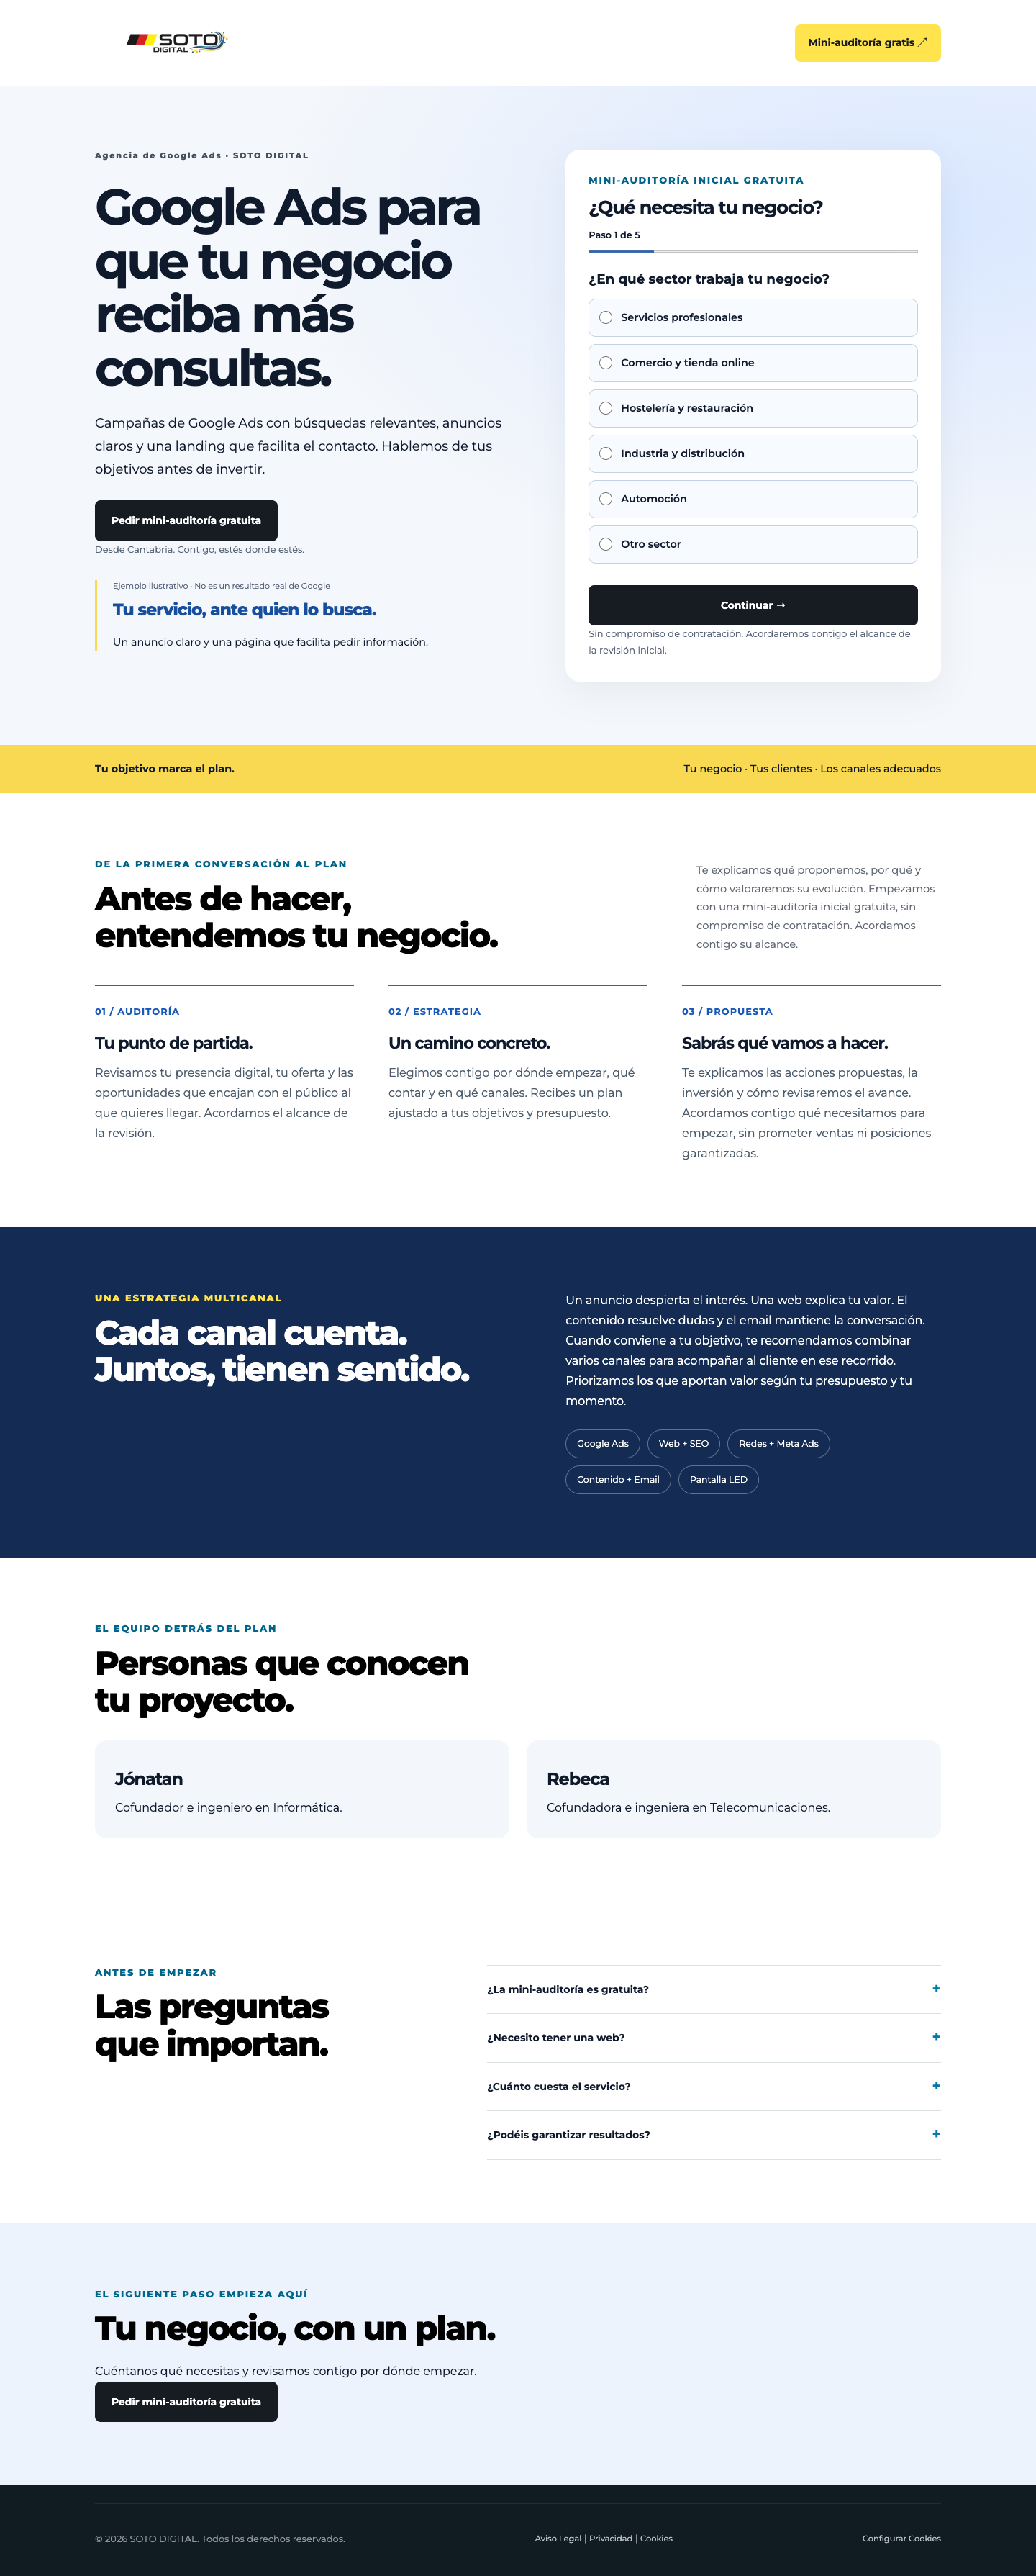 SOTO
DIGITAL
Mini-auditoría gratis ↗
Agencia de Google Ads · SOTO DIGITAL
Google Ads para
que tu negocio
reciba más
consultas.
Campañas de Google Ads con búsquedas relevantes, anuncios
claros y una landing que facilita el contacto. Hablemos de tus
objetivos antes de invertir.
Pedir mini-auditoría gratuita
Desde Cantabria. Contigo, estés donde estés.
Ejemplo ilustrativo · No es un resultado real de Google
Tu servicio, ante quien lo busca.
Un anuncio claro y una página que facilita pedir información.
MINI-AUDITORÍA INICIAL GRATUITA
¿Qué necesita tu negocio?
Paso 1 de 5
¿En qué sector trabaja tu negocio?
Servicios profesionales
Comercio y tienda online
Hostelería y restauración
Industria y distribución
Automoción
Otro sector
Continuar →
Sin compromiso de contratación. Acordaremos contigo el alcance de
la revisión inicial.
Tu objetivo marca el plan.
Tu negocio · Tus clientes · Los canales adecuados
DE LA PRIMERA CONVERSACIÓN AL PLAN
Antes de hacer,
entendemos tu negocio.
Te explicamos qué proponemos, por qué y
cómo valoraremos su evolución. Empezamos
con una mini-auditoría inicial gratuita, sin
compromiso de contratación. Acordamos
contigo su alcance.
01 / AUDITORÍA
Tu punto de partida.
Revisamos tu presencia digital, tu oferta y las
oportunidades que encajan con el público al
que quieres llegar. Acordamos el alcance de
la revisión.
02 / ESTRATEGIA
Un camino concreto.
Elegimos contigo por dónde empezar, qué
contar y en qué canales. Recibes un plan
ajustado a tus objetivos y presupuesto.
03 / PROPUESTA
Sabrás qué vamos a hacer.
Te explicamos las acciones propuestas, la
inversión y cómo revisaremos el avance.
Acordamos contigo qué necesitamos para
empezar, sin prometer ventas ni posiciones
garantizadas.
UNA ESTRATEGIA MULTICANAL
Cada canal cuenta.
Juntos, tienen sentido.
Un anuncio despierta el interés. Una web explica tu valor. El
contenido resuelve dudas y el email mantiene la conversación.
Cuando conviene a tu objetivo, te recomendamos combinar
varios canales para acompañar al cliente en ese recorrido.
Priorizamos los que aportan valor según tu presupuesto y tu
momento.
Google Ads
Web + SEO
Redes + Meta Ads
Contenido + Email
Pantalla LED
EL EQUIPO DETRÁS DEL PLAN
Personas que conocen
tu proyecto.
Jónatan
Cofundador e ingeniero en Informática.
Rebeca
Cofundadora e ingeniera en Telecomunicaciones.
ANTES DE EMPEZAR
Las preguntas
que importan.
¿La mini-auditoría es gratuita? +
¿Necesito tener una web? +
¿Cuánto cuesta el servicio? +
¿Podéis garantizar resultados? +
EL SIGUIENTE PASO EMPIEZA AQUÍ
Tu negocio, con un plan.
Cuéntanos qué necesitas y revisamos contigo por dónde empezar.
Pedir mini-auditoría gratuita
© 2026 SOTO DIGITAL. Todos los derechos reservados.
Aviso Legal | Privacidad | Cookies
Configurar Cookies